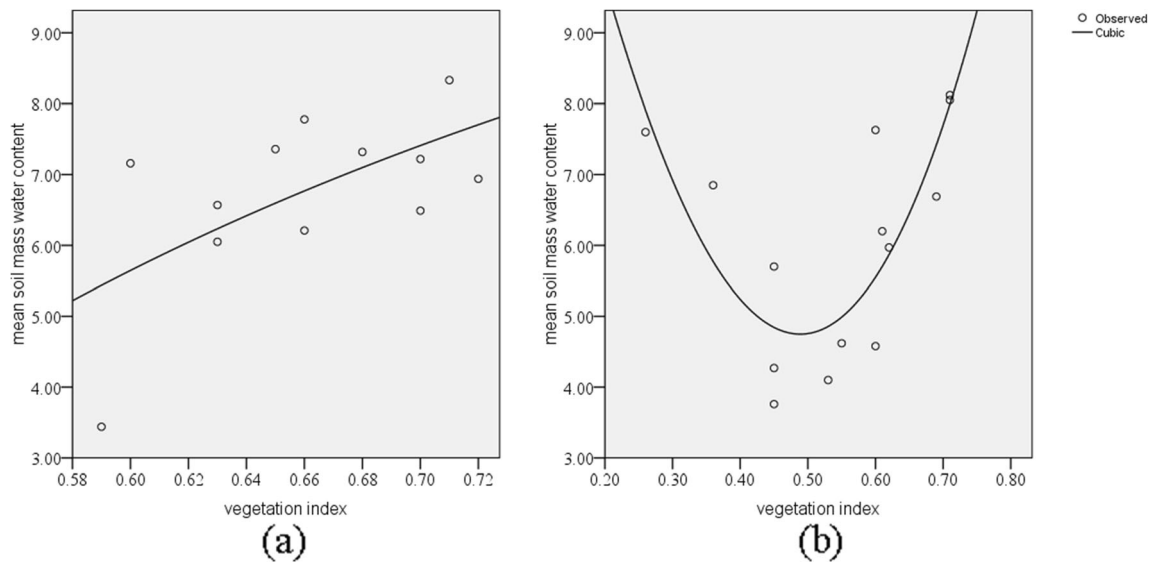 9.00
8.00
7.00
6.00
5.00
4.00
3.00
mean soil mass water content
0.58 0.60 0.62 0.64 0.66 0.68 0.70 0.72
vegetation index
(a)
9.00
8.00
7.00
6.00
5.00
4.00
3.00
mean soil mass water content
0.20 0.30 0.40 0.50 0.60 0.70 0.80
vegetation index
(b)
Observed
Cubic